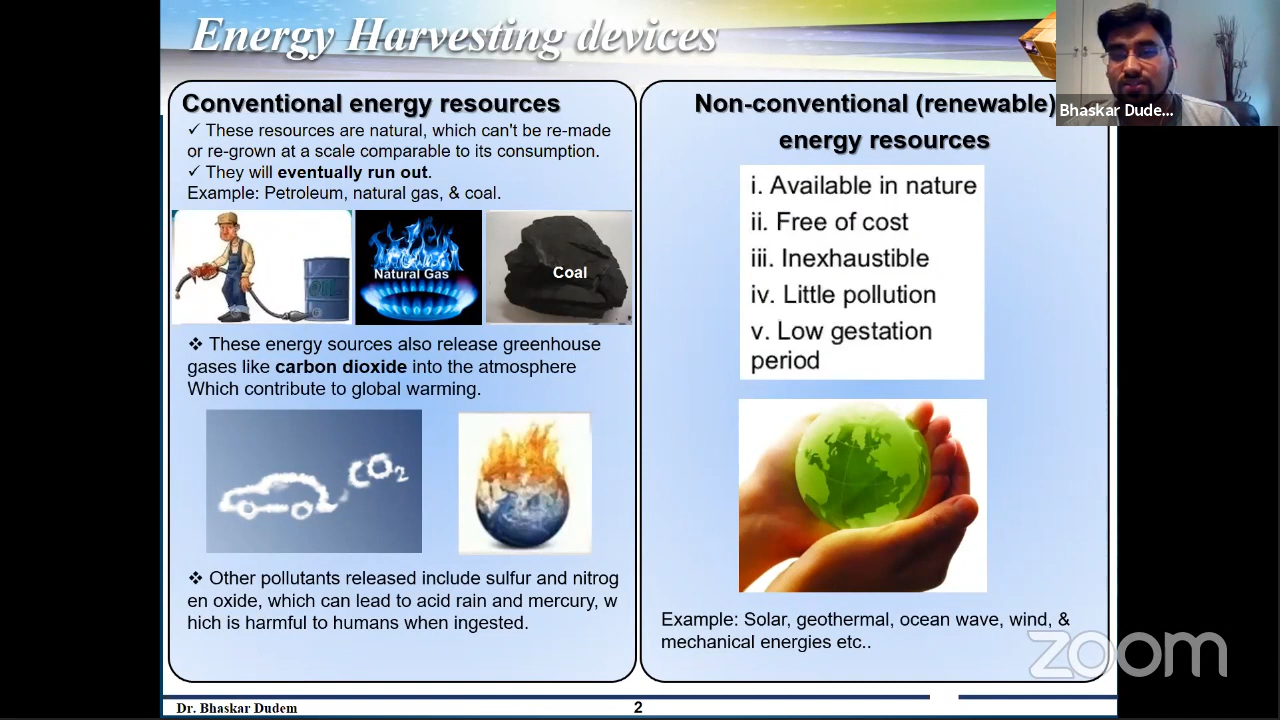 Energy Harvesting devices
Bhaskar Dude...
Conventional energy resources
✓ These resources are natural, which can't be re-made
or re-grown at a scale comparable to its consumption.
✓ They will eventually run out.
Example: Petroleum, natural gas, & coal.
OIL
Natural Gas
Coal
❖ These energy sources also release greenhouse
gases like carbon dioxide into the atmosphere
Which contribute to global warming.
CO2
❖ Other pollutants released include sulfur and nitrog
en oxide, which can lead to acid rain and mercury, w
hich is harmful to humans when ingested.
Non-conventional (renewable)
energy resources
i. Available in nature
ii. Free of cost
iii. Inexhaustible
iv. Little pollution
v. Low gestation
period
Example: Solar, geothermal, ocean wave, wind, &
mechanical energies etc..
zoom
Dr. Bhaskar Dudem
2